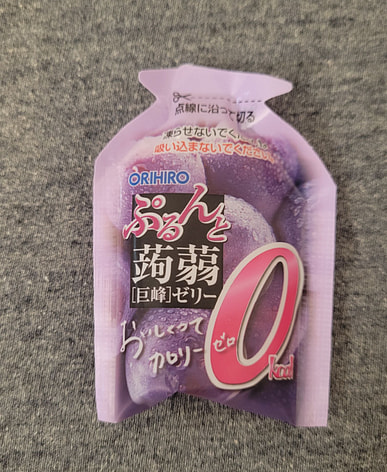 点線に沿って切る
凍らせないでください。
吸い込まないでください。
ORIHIRO
ぷるんと
蒟蒻
[巨峰]ゼリー
おいしくって
カロリーゼロ
0kcal